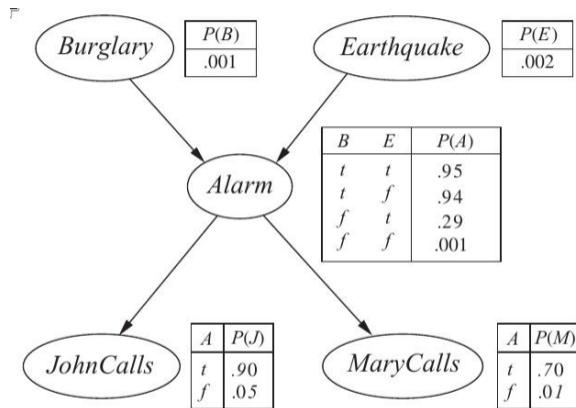 Burglary
P(B)
.001
Earthquake
P(E)
.002
Alarm
B E P(A)
t t .95
t f .94
f t .29
f f .001
JohnCalls
A P(J)
t .90
f .05
MaryCalls
A P(M)
t .70
f .01